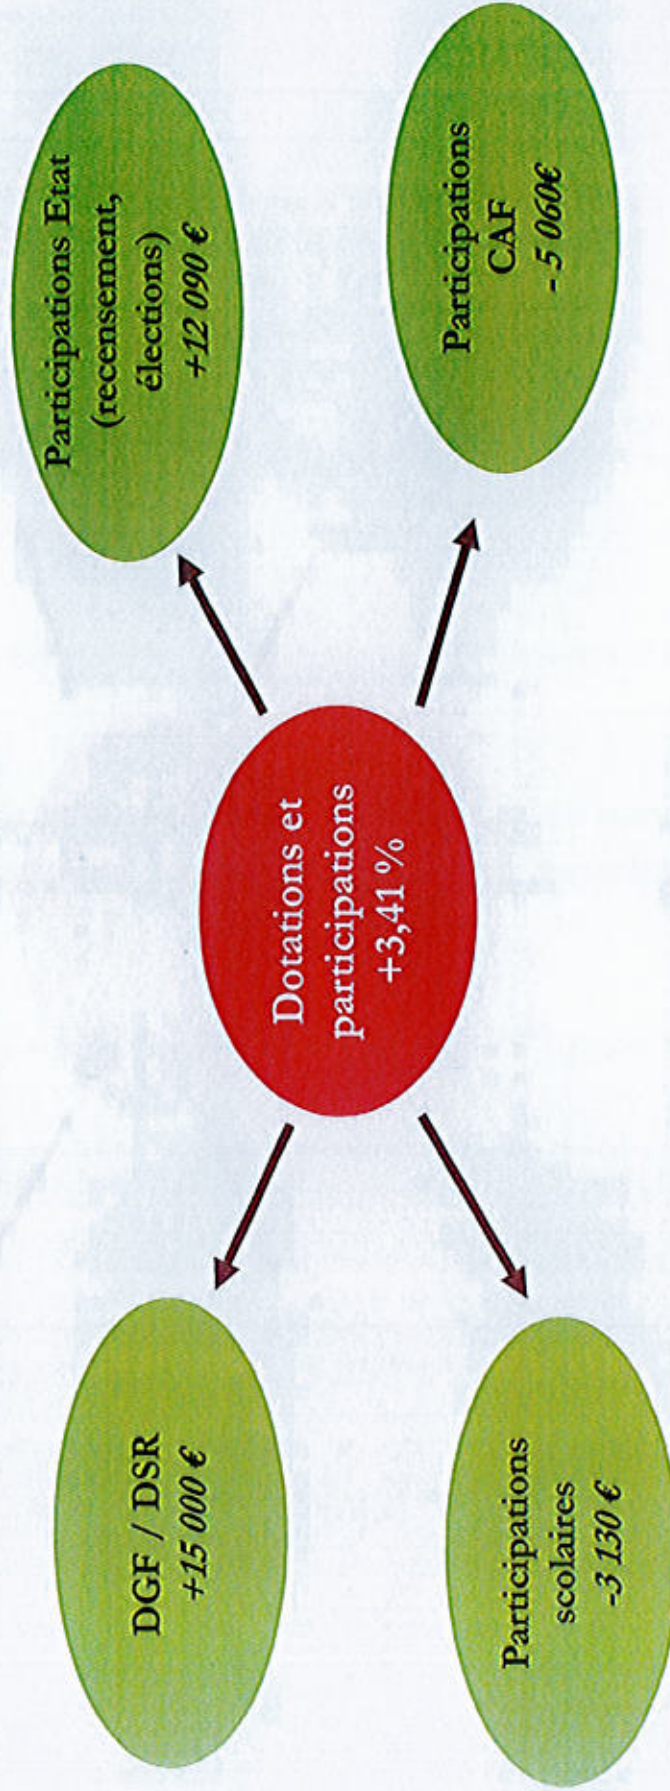 DGF / DSR
+15 000 €
Participations Etat
(recensement,
élections)
+12 090 €
Dotations et
participations
+3,41 %
Participations
scolaires
-3 130 €
Participations
CAF
- 5 060€